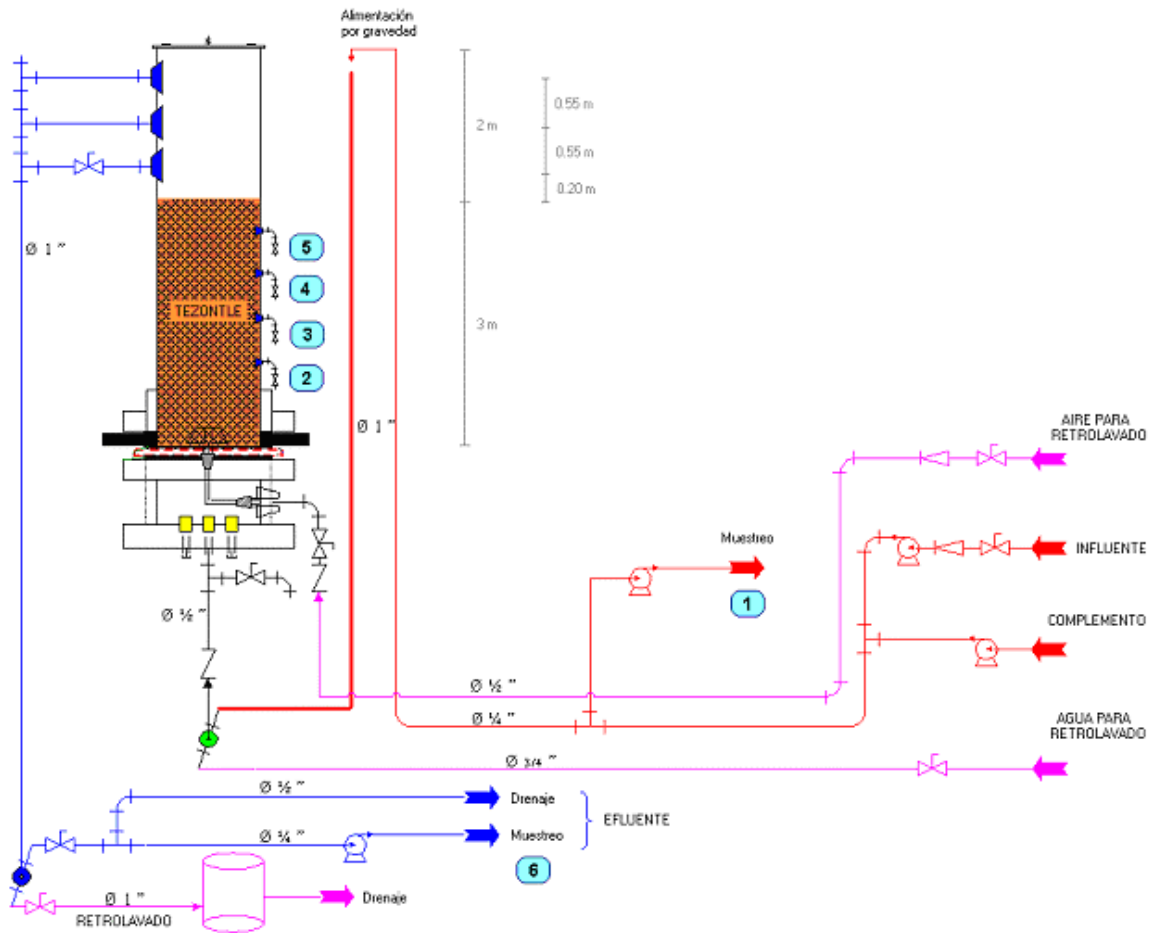 Alimentación
por gravedad
0.55 m
2 m
0.55 m
0.20 m
Ø 1 "
5
4
TEZONTLE
3
3 m
2
Ø 1 "
AIRE PARA
RETROLAVADO
Muestreo
INFLUENTE
1
Ø ½ "
COMPLEMENTO
Ø ½ "
Ø ¼ "
AGUA PARA
RETROLAVADO
Ø 3/4 "
Ø ½ "
Drenaje
EFLUENTE
Ø ¼ "
Muestreo
6
Ø 1 "
Drenaje
RETROLAVADO